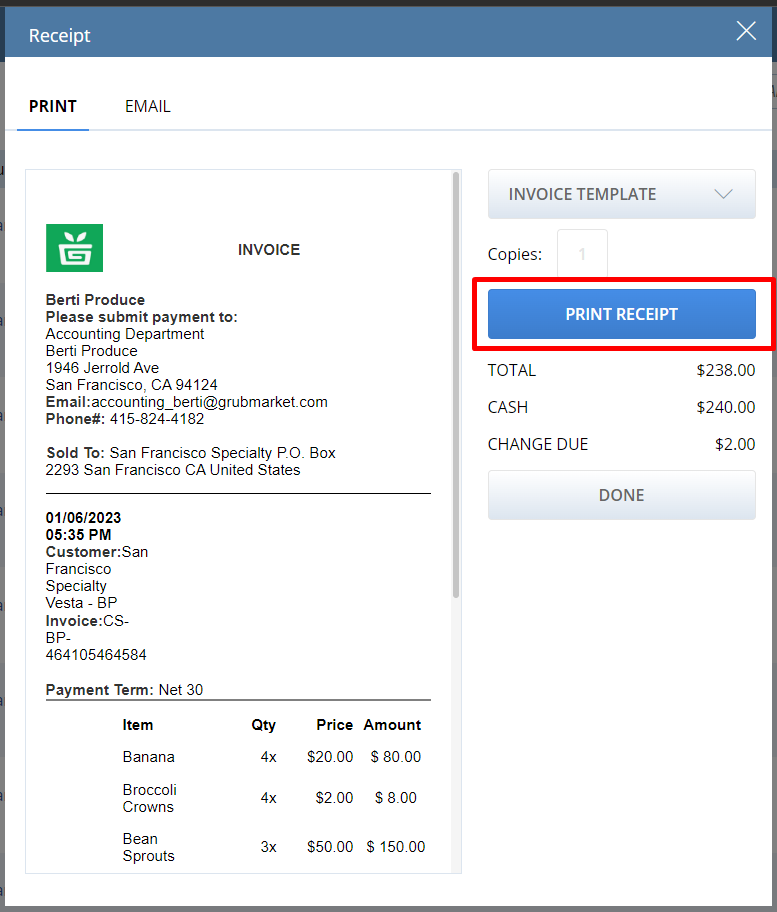 Receipt
PRINT EMAIL
INVOICE TEMPLATE
INVOICE
Copies: 1
Berti Produce
Please submit payment to:
Accounting Department
Berti Produce
1946 Jerrold Ave
San Francisco, CA 94124
Email:accounting_berti@grubmarket.com
Phone#: 415-824-4182
Sold To: San Francisco Specialty P.O. Box
2293 San Francisco CA United States
01/06/2023
05:35 PM
Customer:San
Francisco
Specialty
Vesta - BP
Invoice:CS-
BP-
464105464584
Payment Term: Net 30
Item Qty Price Amount
Banana 4x $20.00 $ 80.00
Broccoli
Crowns 4x $2.00 $ 8.00
Bean
Sprouts 3x $50.00 $ 150.00
PRINT RECEIPT
TOTAL $238.00
CASH $240.00
CHANGE DUE $2.00
DONE